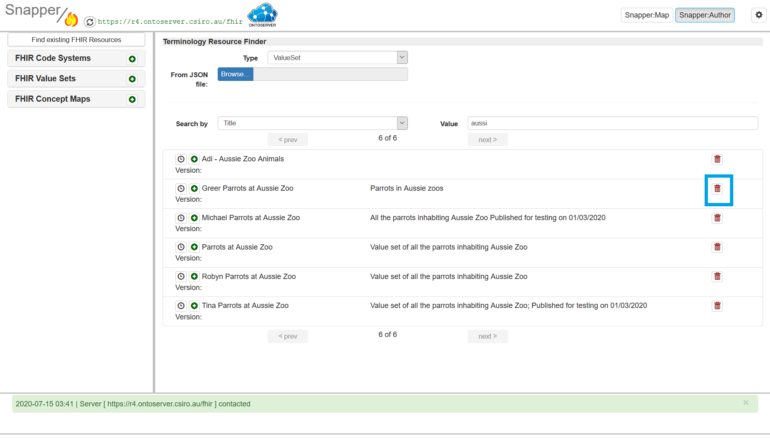 Snapper
https://r4.ontoserver.csiro.au/fhir
ONTOSERVER
Snapper:Map
Snapper:Author
Find existing FHIR Resources
FHIR Code Systems
FHIR Value Sets
FHIR Concept Maps
Terminology Resource Finder
Type
ValueSet
From JSON
file:
Browse...
Search by
Title
Value
aussi
< prev
6 of 6
next >
Adi - Aussie Zoo Animals
Version:
Greer Parrots at Aussie Zoo
Parrots in Aussie zoos
Version:
Michael Parrots at Aussie Zoo
All the parrots inhabiting Aussie Zoo Published for testing on 01/03/2020
Version:
Parrots at Aussie Zoo
Value set of all the parrots inhabiting Aussie Zoo
Version:
Robyn Parrots at Aussie Zoo
Value set of all the parrots inhabiting Aussie Zoo
Version:
Tina Parrots at Aussie Zoo
Value set of all the parrots inhabiting Aussie Zoo; Published for testing on 01/03/2020
Version:
< prev
6 of 6
next >
2020-07-15 03:41 | Server [ https://r4.ontoserver.csiro.au/fhir ] contacted